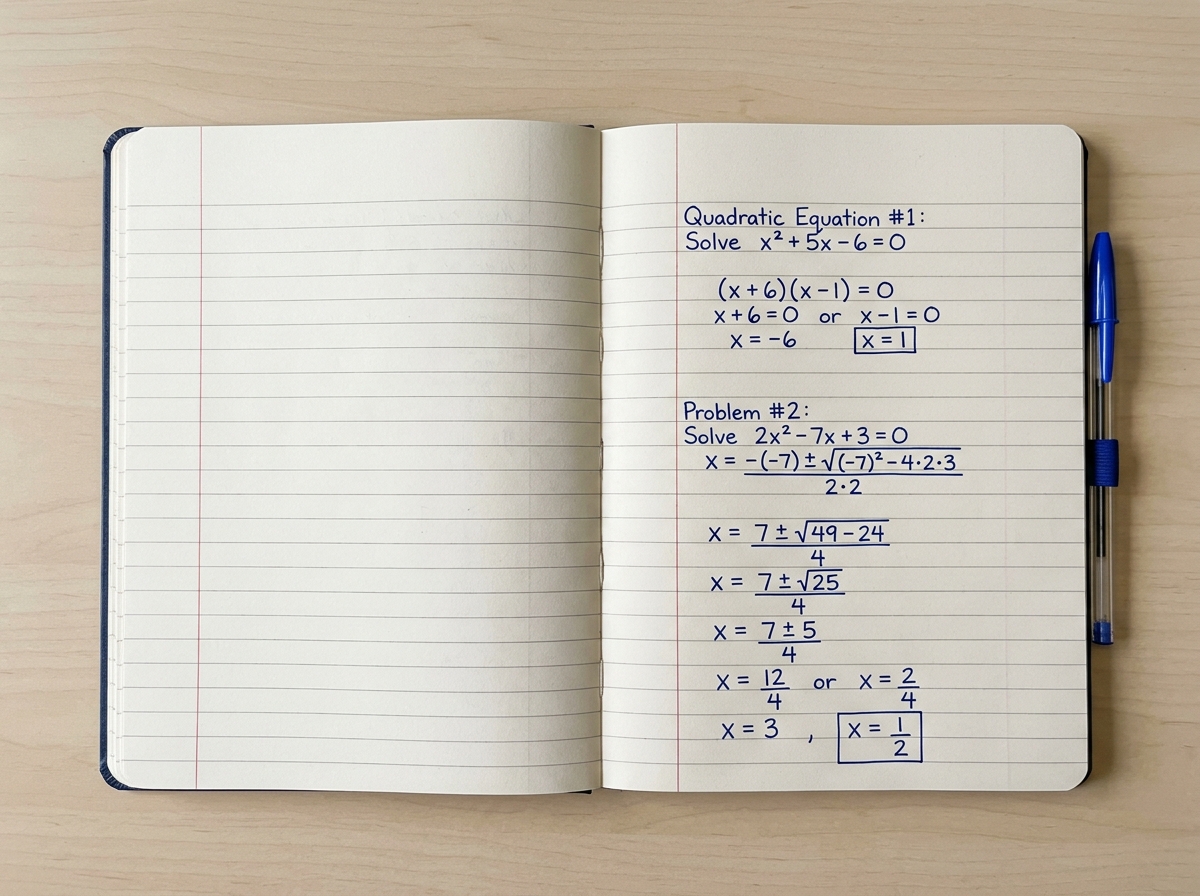 Quadratic Equation #1:
Solve x² + 5x − 6 = 0
(x + 6)(x − 1) = 0
x + 6 = 0 or x − 1 = 0
x = −6 x = 1
Problem #2:
Solve 2x² − 7x + 3 = 0
x = −(−7) ± √(−7)² − 4·2·3
2·2
x = 7 ± √49 − 24
4
x = 7 ± √25
4
x = 7 ± 5
4
x = 12/4 or x = 2/4
x = 3 , x = 1/2